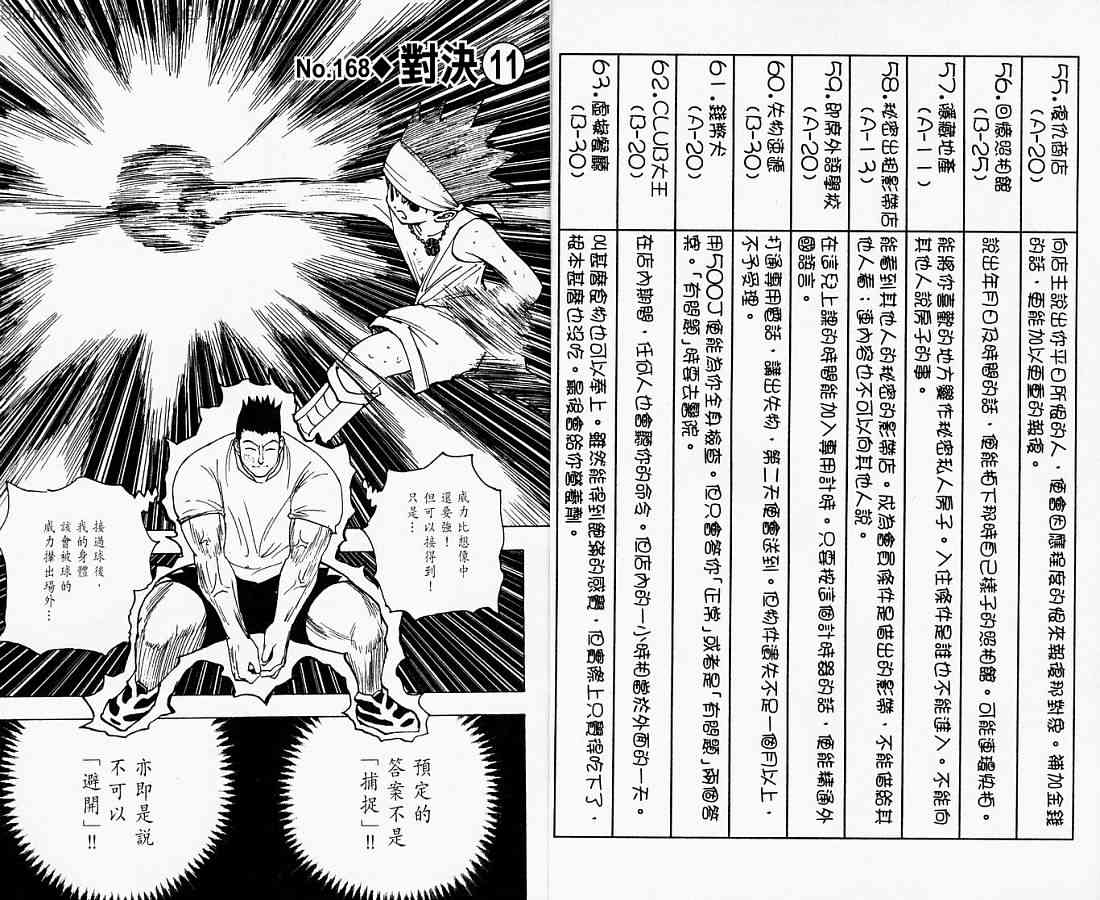 55.復仇商店
(A-20)
向店主說出你平日所恨的人，便會因應程度的恨來報復那對象。補加金錢
的話，更能加以更重的報復。
56.回憶照相館
(B-25)
說出年月日及時間的話，便能拍下那時自己樣子的照相館。可能連環快拍。
57.隱藏地產
(A-11)
能將你喜歡的地方變作秘密私人房子。入住條件是誰也不能進入。不能向
其他人說房子的事。
58.秘密出租影帶店
(A-13)
能看到其他人的秘密的影帶店。成為會員條件是借出的影帶，不能借給其
他人看；連內容也不可以向其他人說。
59.即席外語學校
(A-20)
在這兒上課的時間能加入專用計時。只要按這個計時器的話，便能精通外
國語言。
60.失物速遞
(B-30)
打通專用電話，講出失物，第二天便會送到。但物件遺失不足一個月以上，
不予受理。
61.錢幣犬
(A-20)
用500J便能為你全身檢查。但只會答你「正常」或者是「有問題」兩個答
案。「有問題」時要去醫院。
62.CLUB大王
(B-20)
在店內期間，任何人也會聽你的命令。但店內的一小時相當於外面的一天。
63.虛擬餐廳
(B-30)
叫甚麼食物也可以奉上。雖然能得到飽滿的感覺，但實際上只覺得吃下了，
根本甚麼也沒吃。最後會給你營養劑。
No.168◆對決⑪
威力比想像中
還要強！
但可以接得到！
只是…
接過球後，
我的身體
該會被球的
威力攆出場外…
預定的
答案不是
「捕捉」!!
亦即是說
不可以
「避開」!!